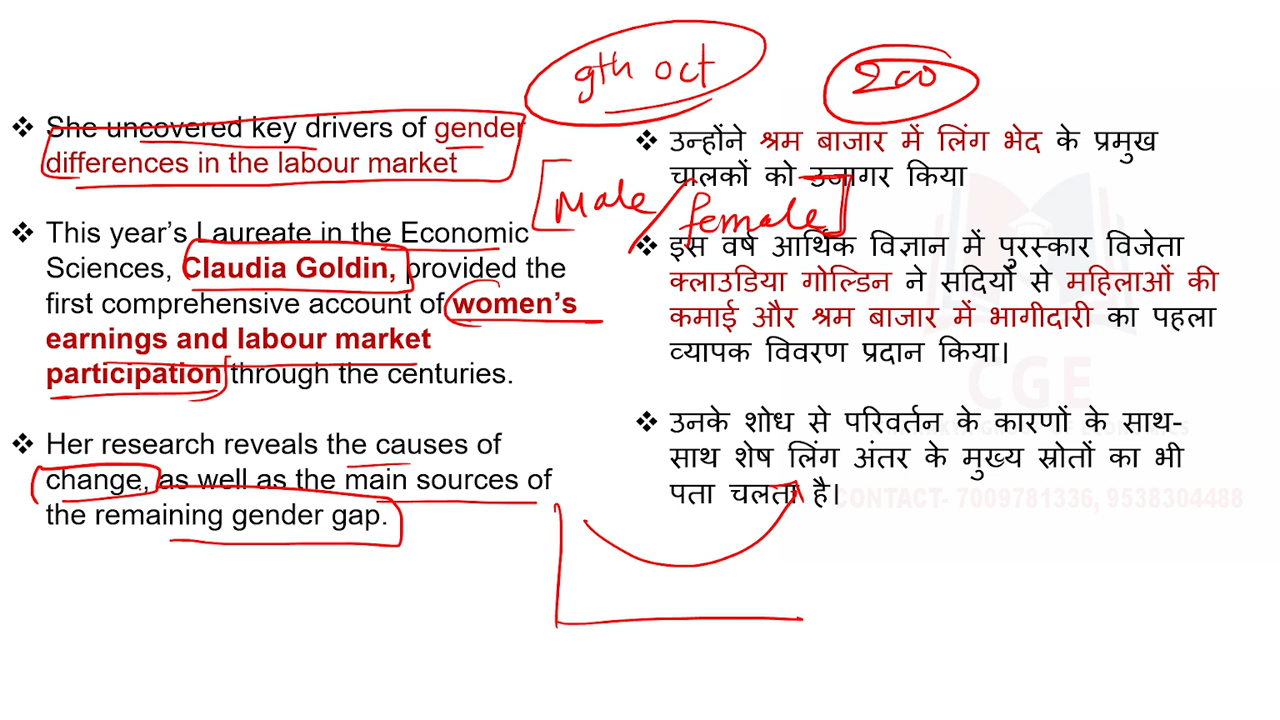 9th oct
200
❖ She uncovered key drivers of gender
differences in the labour market
❖ This year's Laureate in the Economic
Sciences, Claudia Goldin, provided the
first comprehensive account of women's
earnings and labour market
participation through the centuries.
❖ Her research reveals the causes of
change, as well as the main sources of
the remaining gender gap.
[Male/female]
❖ उन्होंने श्रम बाजार में लिंग भेद के प्रमुख
चालकों को उजागर किया
❖ इस वर्ष आर्थिक विज्ञान में पुरस्कार विजेता
क्लाउडिया गोल्डिन ने सदियों से महिलाओं की
कमाई और श्रम बाजार में भागीदारी का पहला
व्यापक विवरण प्रदान किया।
❖ उनके शोध से परिवर्तन के कारणों के साथ-
साथ शेष लिंग अंतर के मुख्य स्रोतों का भी
पता चलता है।
CGE
CONTACT- 7009781336, 9538304488